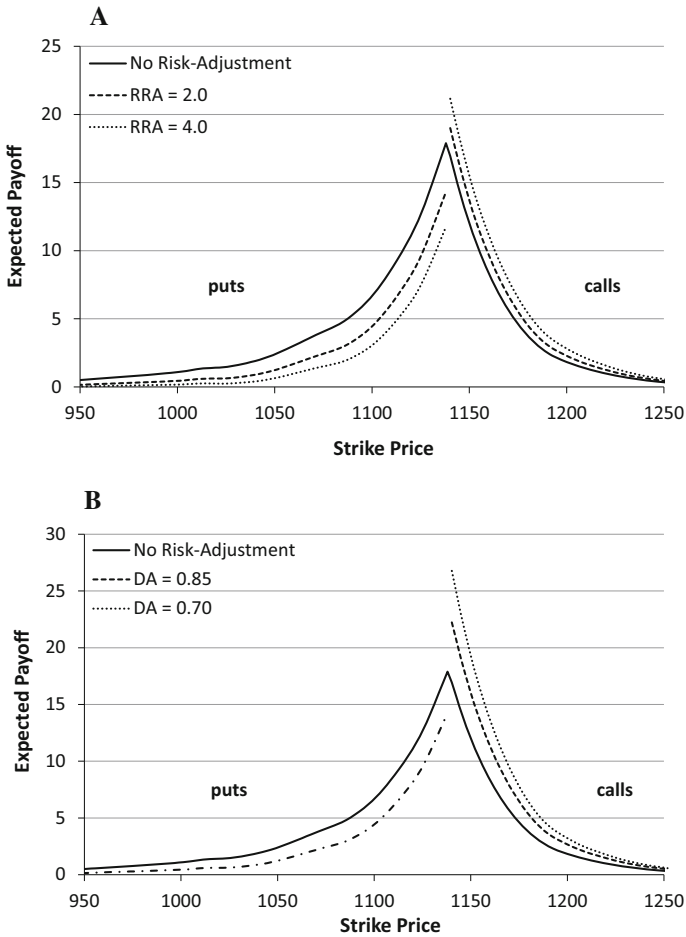 A
25
20
15
10
5
0
Expected Payoff
No Risk-Adjustment
RRA = 2.0
RRA = 4.0
puts
calls
950 1000 1050 1100 1150 1200 1250
Strike Price
B
30
25
20
15
10
5
0
Expected Payoff
No Risk-Adjustment
DA = 0.85
DA = 0.70
puts
calls
950 1000 1050 1100 1150 1200 1250
Strike Price